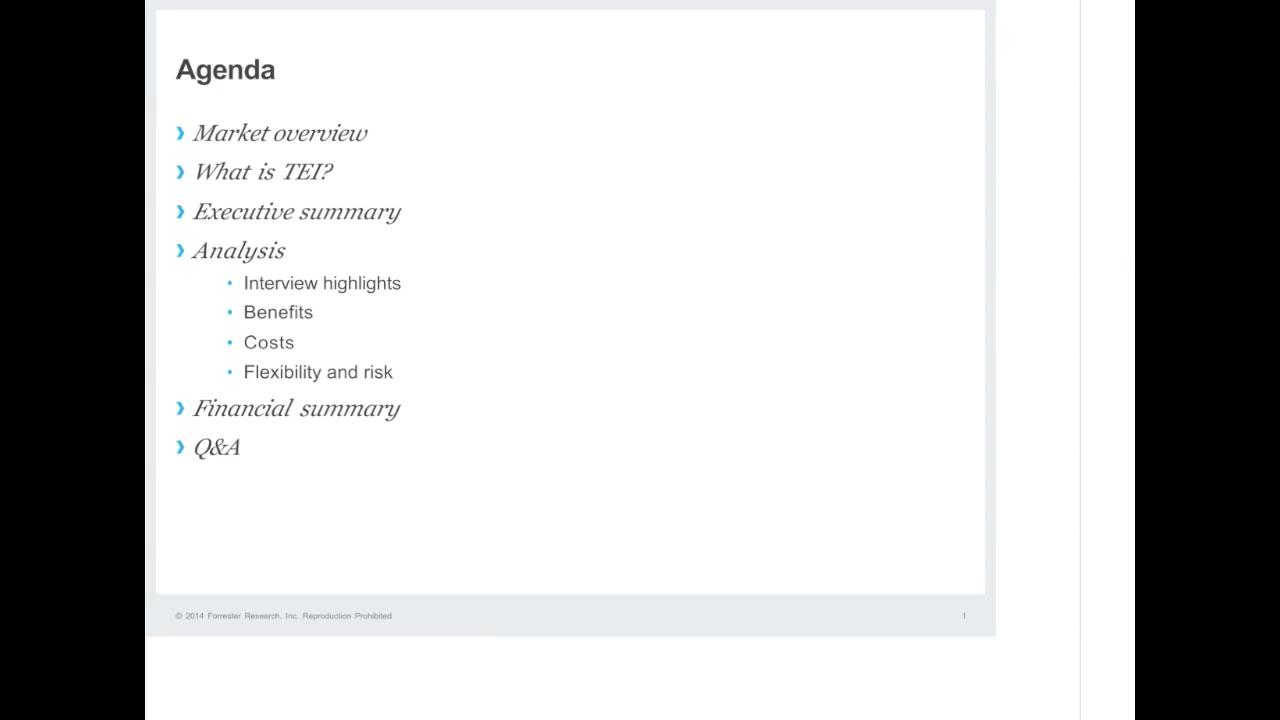 Agenda
Market overview
What is TEI?
Executive summary
Analysis
Interview highlights
Benefits
Costs
Flexibility and risk
Financial summary
Q&A
© 2014 Forrester Research, Inc. Reproduction Prohibited
1